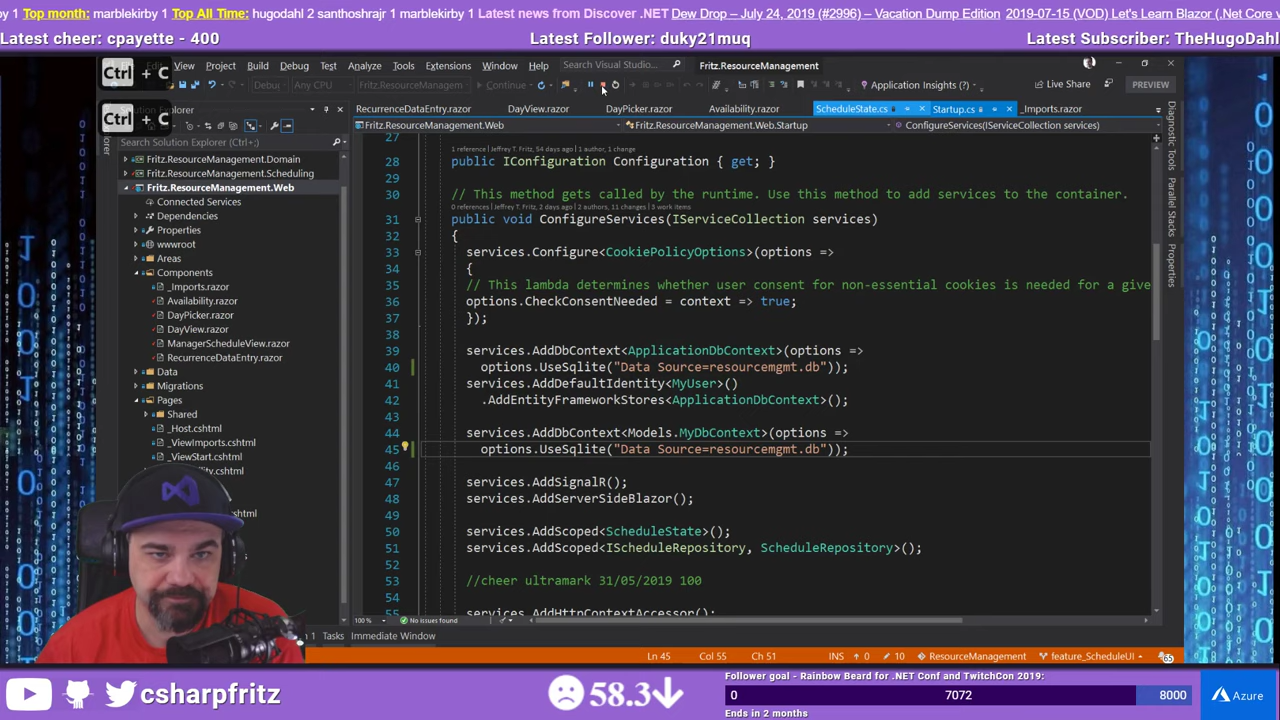 by 1 Top month: marblekirby 1 Top All Time: hugodahl 2 santhoshrajr 1 marblekirby 1 Latest news from Discover .NET Dew Drop – July 24, 2019 (#2996) – Vacation Dump Edition 2019-07-15 (VOD) Let's Learn Blazor (.Net Core v
Latest cheer: cpayette - 400
Latest Follower: duky21muq
Latest Subscriber: TheHugoDahl
Ctrl + C
View Project Build Debug Test Analyze Tools Extensions Window Help Search Visual Studio... Fritz.ResourceManagement
Debug Any CPU Fritz.ResourceManagem Continue Application Insights (?) Live Share PREVIEW
Solution Explorer
RecurrenceDataEntry.razor DayView.razor DayPicker.razor Availability.razor ScheduleState.cs Startup.cs _Imports.razor
Ctrl + C
Fritz.ResourceManagement.Web Fritz.ResourceManagement.Web.Startup ConfigureServices(IServiceCollection services)
Search Solution Explorer (Ctrl+;)
Fritz.ResourceManagement.Domain
Fritz.ResourceManagement.Scheduling
Fritz.ResourceManagement.Web
Connected Services
Dependencies
Properties
wwwroot
Areas
Components
_Imports.razor
Availability.razor
DayPicker.razor
DayView.razor
ManagerScheduleView.razor
RecurrenceDataEntry.razor
Data
Migrations
Pages
Shared
_Host.cshtml
_ViewImports.cshtml
_ViewStart.cshtml
27
1 reference | Jeffrey T. Fritz, 54 days ago | 1 author, 1 change
28 public IConfiguration Configuration { get; }
29
30 // This method gets called by the runtime. Use this method to add services to the container.
0 references | Jeffrey T. Fritz, 2 days ago | 2 authors, 11 changes | 3 work items
31 public void ConfigureServices(IServiceCollection services)
32 {
33 services.Configure<CookiePolicyOptions>(options =>
34 {
35 // This lambda determines whether user consent for non-essential cookies is needed for a give
36 options.CheckConsentNeeded = context => true;
37 });
38
39 services.AddDbContext<ApplicationDbContext>(options =>
40 options.UseSqlite("Data Source=resourcemgmt.db"));
41 services.AddDefaultIdentity<MyUser>()
42 .AddEntityFrameworkStores<ApplicationDbContext>();
43
44 services.AddDbContext<Models.MyDbContext>(options =>
45 options.UseSqlite("Data Source=resourcemgmt.db"));
46
47 services.AddSignalR();
48 services.AddServerSideBlazor();
49
50 services.AddScoped<ScheduleState>();
51 services.AddScoped<IScheduleRepository, ScheduleRepository>();
52
53 //cheer ultramark 31/05/2019 100
55 services.AddHttpContextAccessor();
Diagnostic Tools
Parallel Stacks
Properties
100 % No issues found
Tasks Immediate Window
Ln 45 Col 55 Ch 51 INS 0 10 ResourceManagement feature_ScheduleUI 65
csharpfritz
58.3
Follower goal - Rainbow Beard for .NET Conf and TwitchCon 2019:
0 7072 8000
Ends in 2 months
Azure